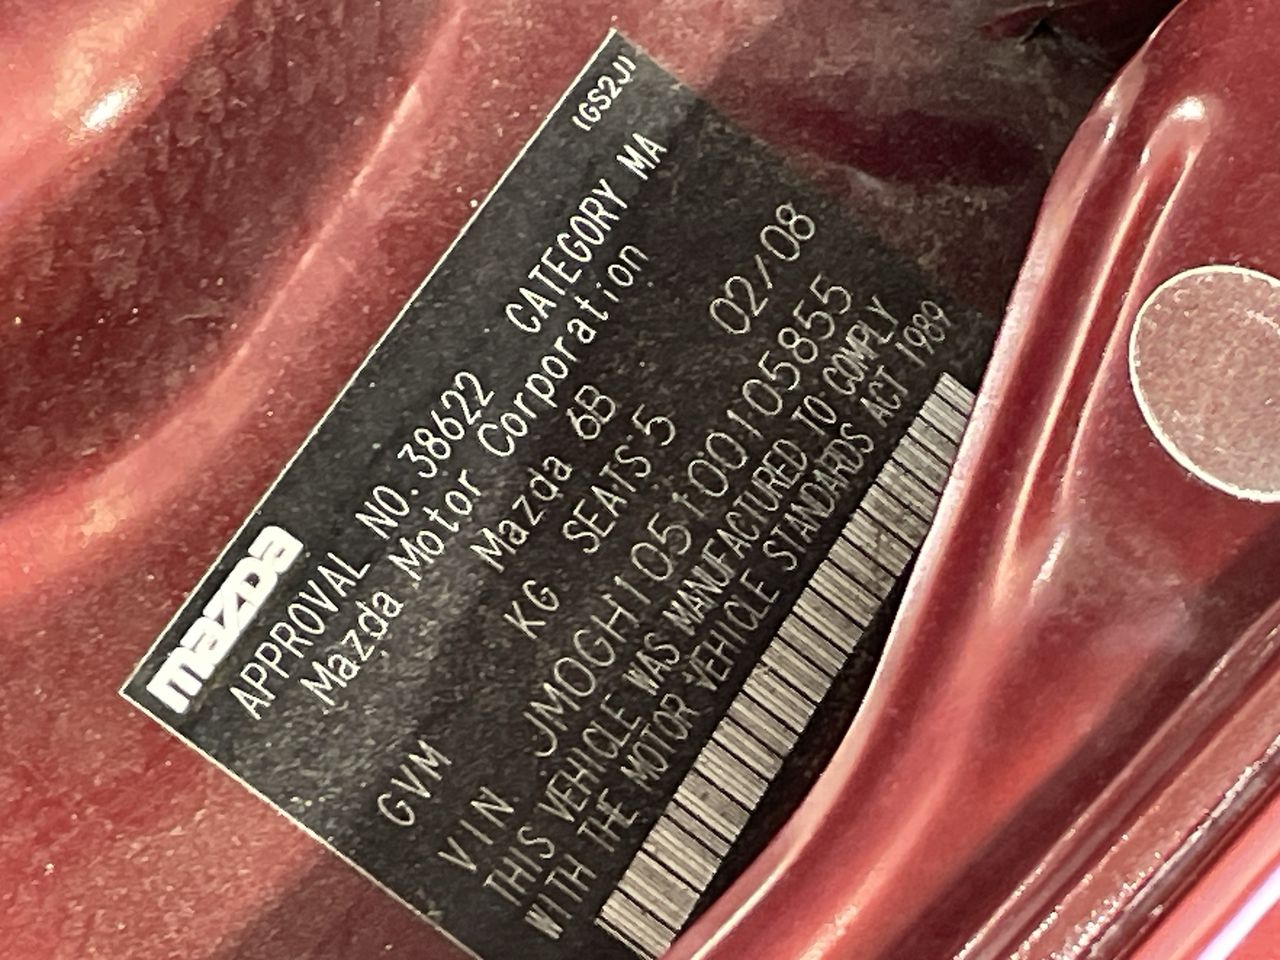 1GS2J1
mazDa
APPROVAL NO.38622 CATEGORY MA
Mazda Motor Corporation
Mazda 6B 02/08
GVM KG SEATS 5
VIN JM0GH105100105855
THIS VEHICLE WAS MANUFACTURED TO COMPLY
WITH THE MOTOR VEHICLE STANDARDS ACT 1989